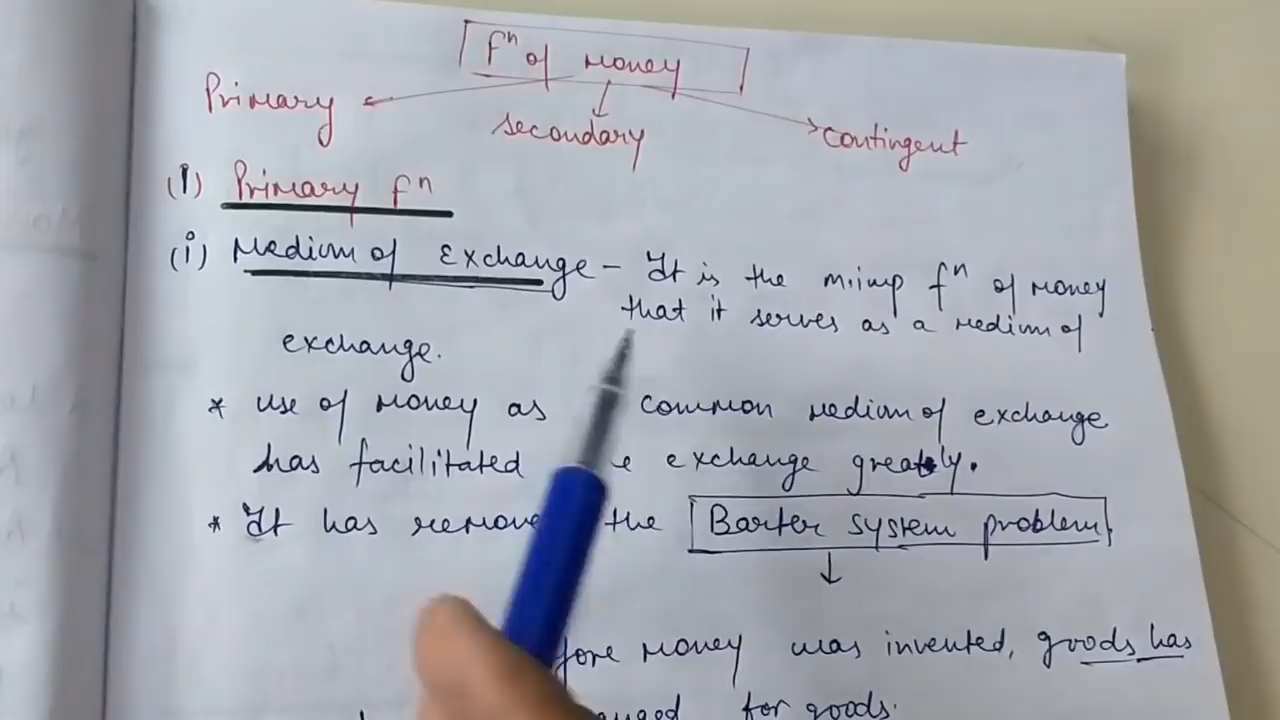 fⁿ of Money
Primary
secondary
contingent
(1) Primary fⁿ
(i) Medium of Exchange – It is the m.imp fⁿ of Money
that it serves as a medium of
exchange.
* Use of Money as common medium of exchange
has facilitated exchange greately.
* It has the Barter system problem
Money was invented, goods has
for goods.